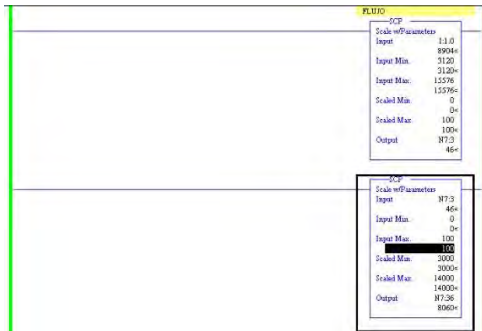 FLUJO
SCP
Scale w/Parameters
Input I:1.0
8904<
Input Min. 3120
3120<
Input Max. 15576
15576<
Scaled Min. 0
0<
Scaled Max. 100
100<
Output N7:3
46<
SCP
Scale w/Parameters
Input N7:3
46<
Input Min. 0
0<
Input Max. 100
100
Scaled Min. 3000
3000<
Scaled Max. 14000
14000<
Output N7:36
8060<